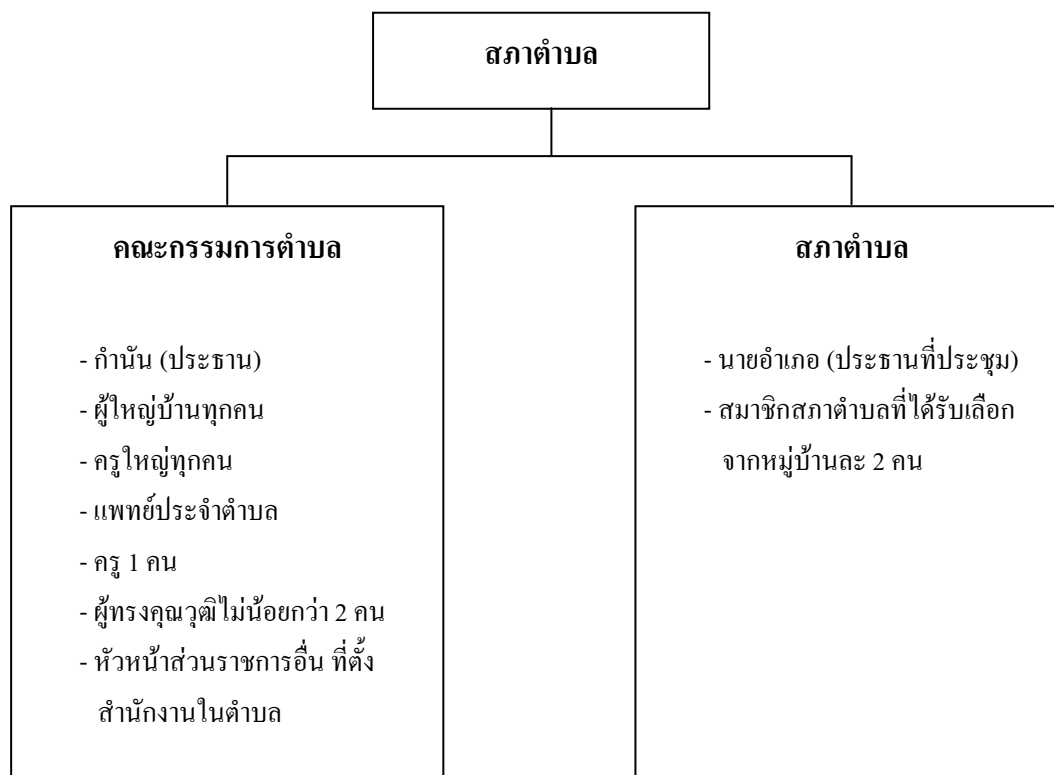 สภาตำบล
คณะกรรมการตำบล
- กำนัน (ประธาน)
- ผู้ใหญ่บ้านทุกคน
- ครูใหญ่ทุกคน
- แพทย์ประจำตำบล
- ครู 1 คน
- ผู้ทรงคุณวุฒิไม่น้อยกว่า 2 คน
- หัวหน้าส่วนราชการอื่น ที่ตั้ง
สำนักงานในตำบล
สภาตำบล
- นายอำเภอ (ประธานที่ประชุม)
- สมาชิกสภาตำบลที่ได้รับเลือก
จากหมู่บ้านละ 2 คน